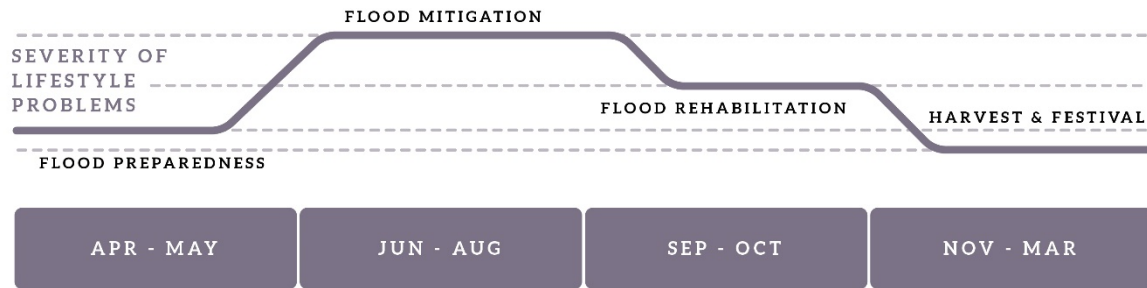 FLOOD MITIGATION
SEVERITY OF
LIFESTYLE
PROBLEMS
FLOOD REHABILITATION
HARVEST & FESTIVAL
FLOOD PREPAREDNESS
APR - MAY
JUN - AUG
SEP - OCT
NOV - MAR